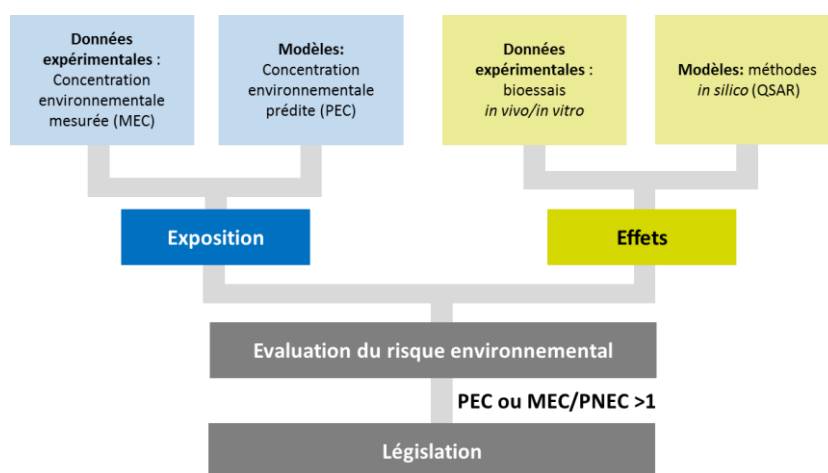 Données
expérimentales :
Concentration
environnementale
mesurée (MEC)
Modèles:
Concentration
environnementale
prédite (PEC)
Données
expérimentales :
bioessais
in vivo/in vitro
Modèles: méthodes
in silico (QSAR)
Exposition
Effets
Evaluation du risque environnemental
PEC ou MEC/PNEC >1
Législation